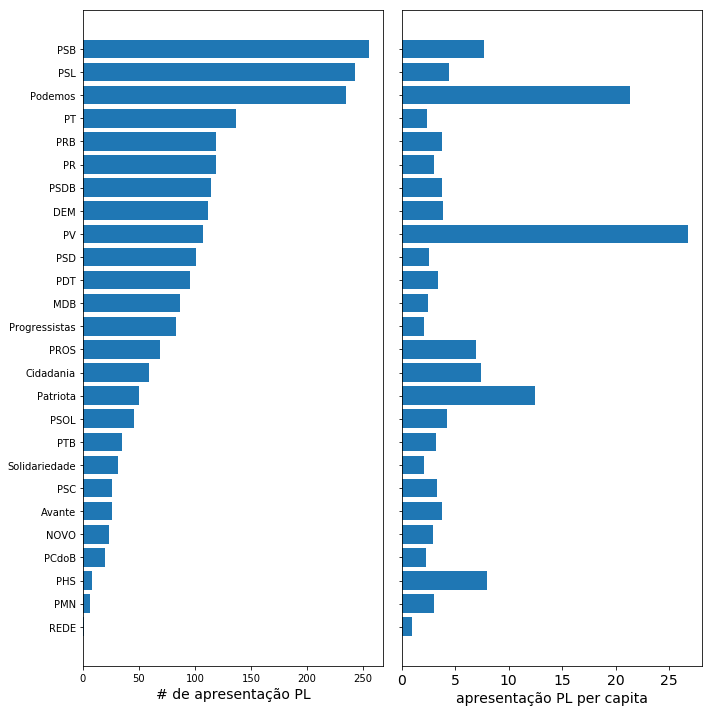 PSB
PSL
Podemos
PT
PRB
PR
PSDB
DEM
PV
PSD
PDT
MDB
Progressistas
PROS
Cidadania
Patriota
PSOL
PTB
Solidariedade
PSC
Avante
NOVO
PCdoB
PHS
PMN
REDE
0 50 100 150 200 250
# de apresentação PL
0 5 10 15 20 25
apresentação PL per capita